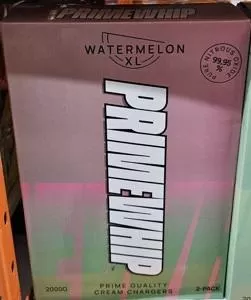 PRIMEWHIP
WATERMELON
XL
PURE NITROUS OXIDE
99.95
%
PRIMEWHIP
2000G
PRIME QUALITY
CREAM CHARGERS
2-PACK